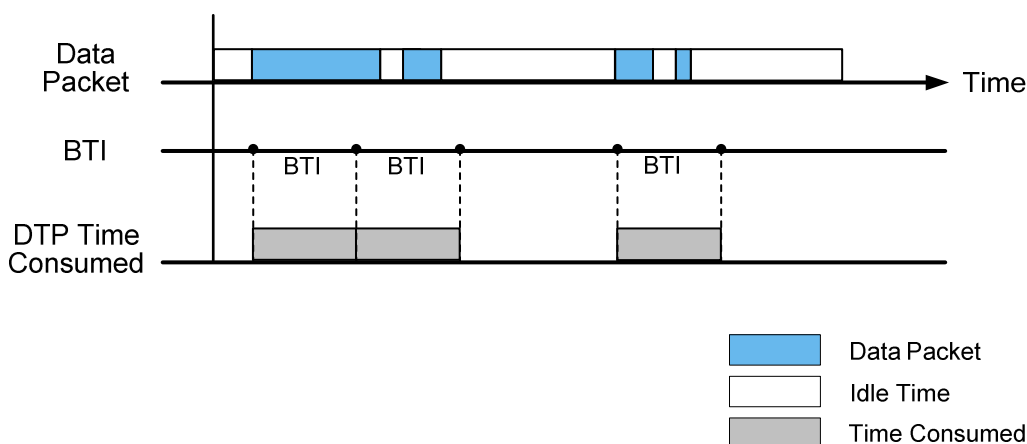 Data
Packet
Time
BTI
BTI
BTI
BTI
DTP Time
Consumed
Data Packet
Idle Time
Time Consumed